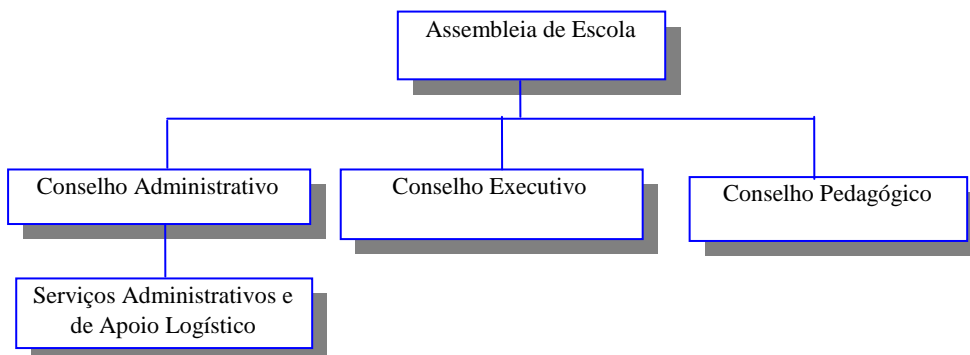 Assembleia de Escola
Conselho Administrativo
Conselho Executivo
Conselho Pedagógico
Serviços Administrativos e
de Apoio Logístico